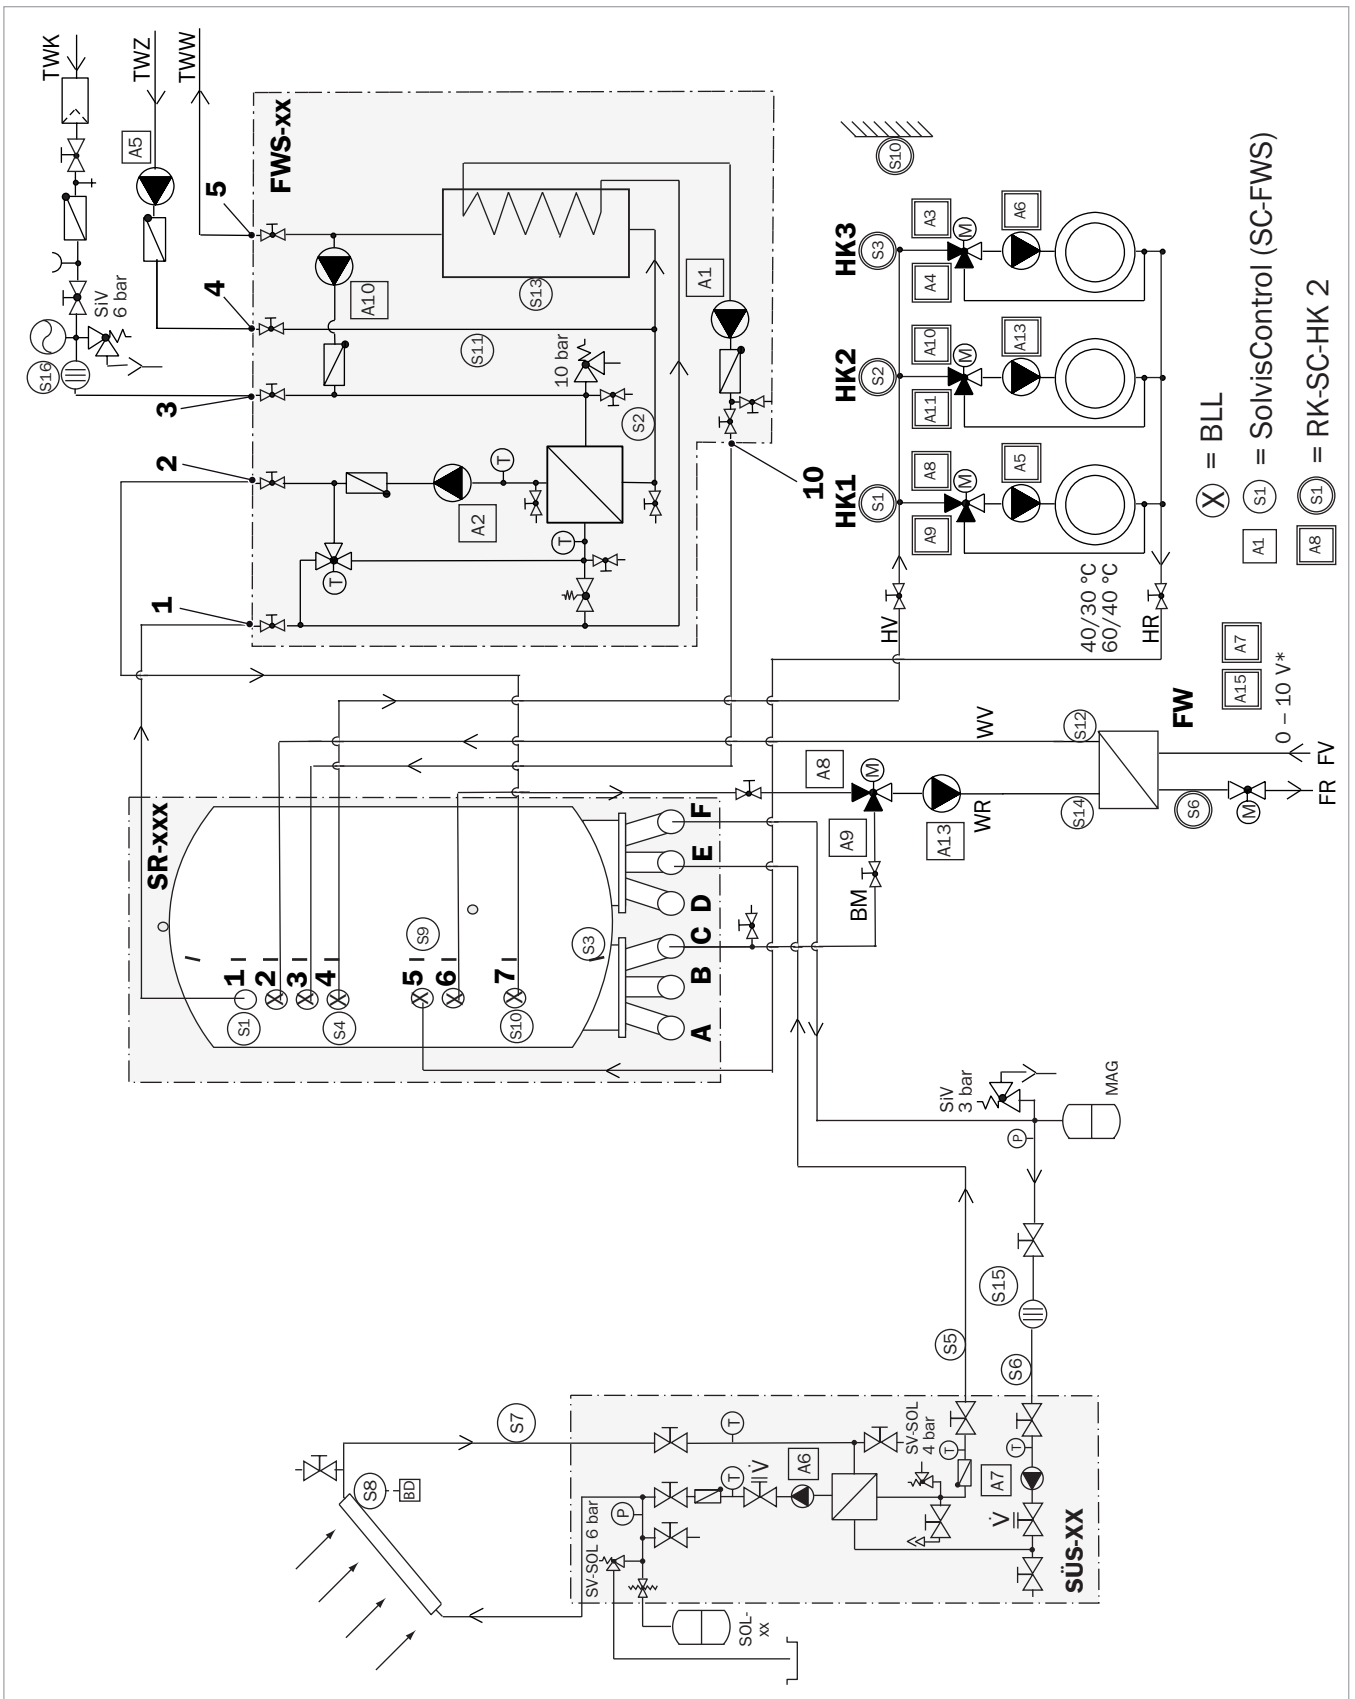 TWK
TWZ
TWW
A5
5
FWS-xx
S16
SiV
6 bar
4
3
2
1
A10
S11
S13
10 bar
A1
S2
A2
T
T
T
10
S10
HK3
S3
A3
M
A4
A6
HK2
S2
A10
M
A11
A13
HK1
S1
A8
M
A9
A5
HV
HR
40/30 °C
60/40 °C
X = BLL
A1 S1 = SolvisControl (SC-FWS)
A8 S1 = RK-SC-HK 2
SR-xxx
1
2
3
4
5
6
7
X
X
X
X
X
X
S1
S4
S9
S10
S3
A
B
C
D
E
F
A8
M
A9
A13
BM
WR
WV
S12
S14
FW
A15
A7
0 – 10 V*
S6
M
FV
FR
SiV
3 bar
P
MAG
S15
S5
S6
S7
S8
BD
SV-SOL 6 bar
P
T
T
V̇
A6
SV-SOL
4 bar
T
T
A7
V̇
SÜS-XX
SOL-
xx